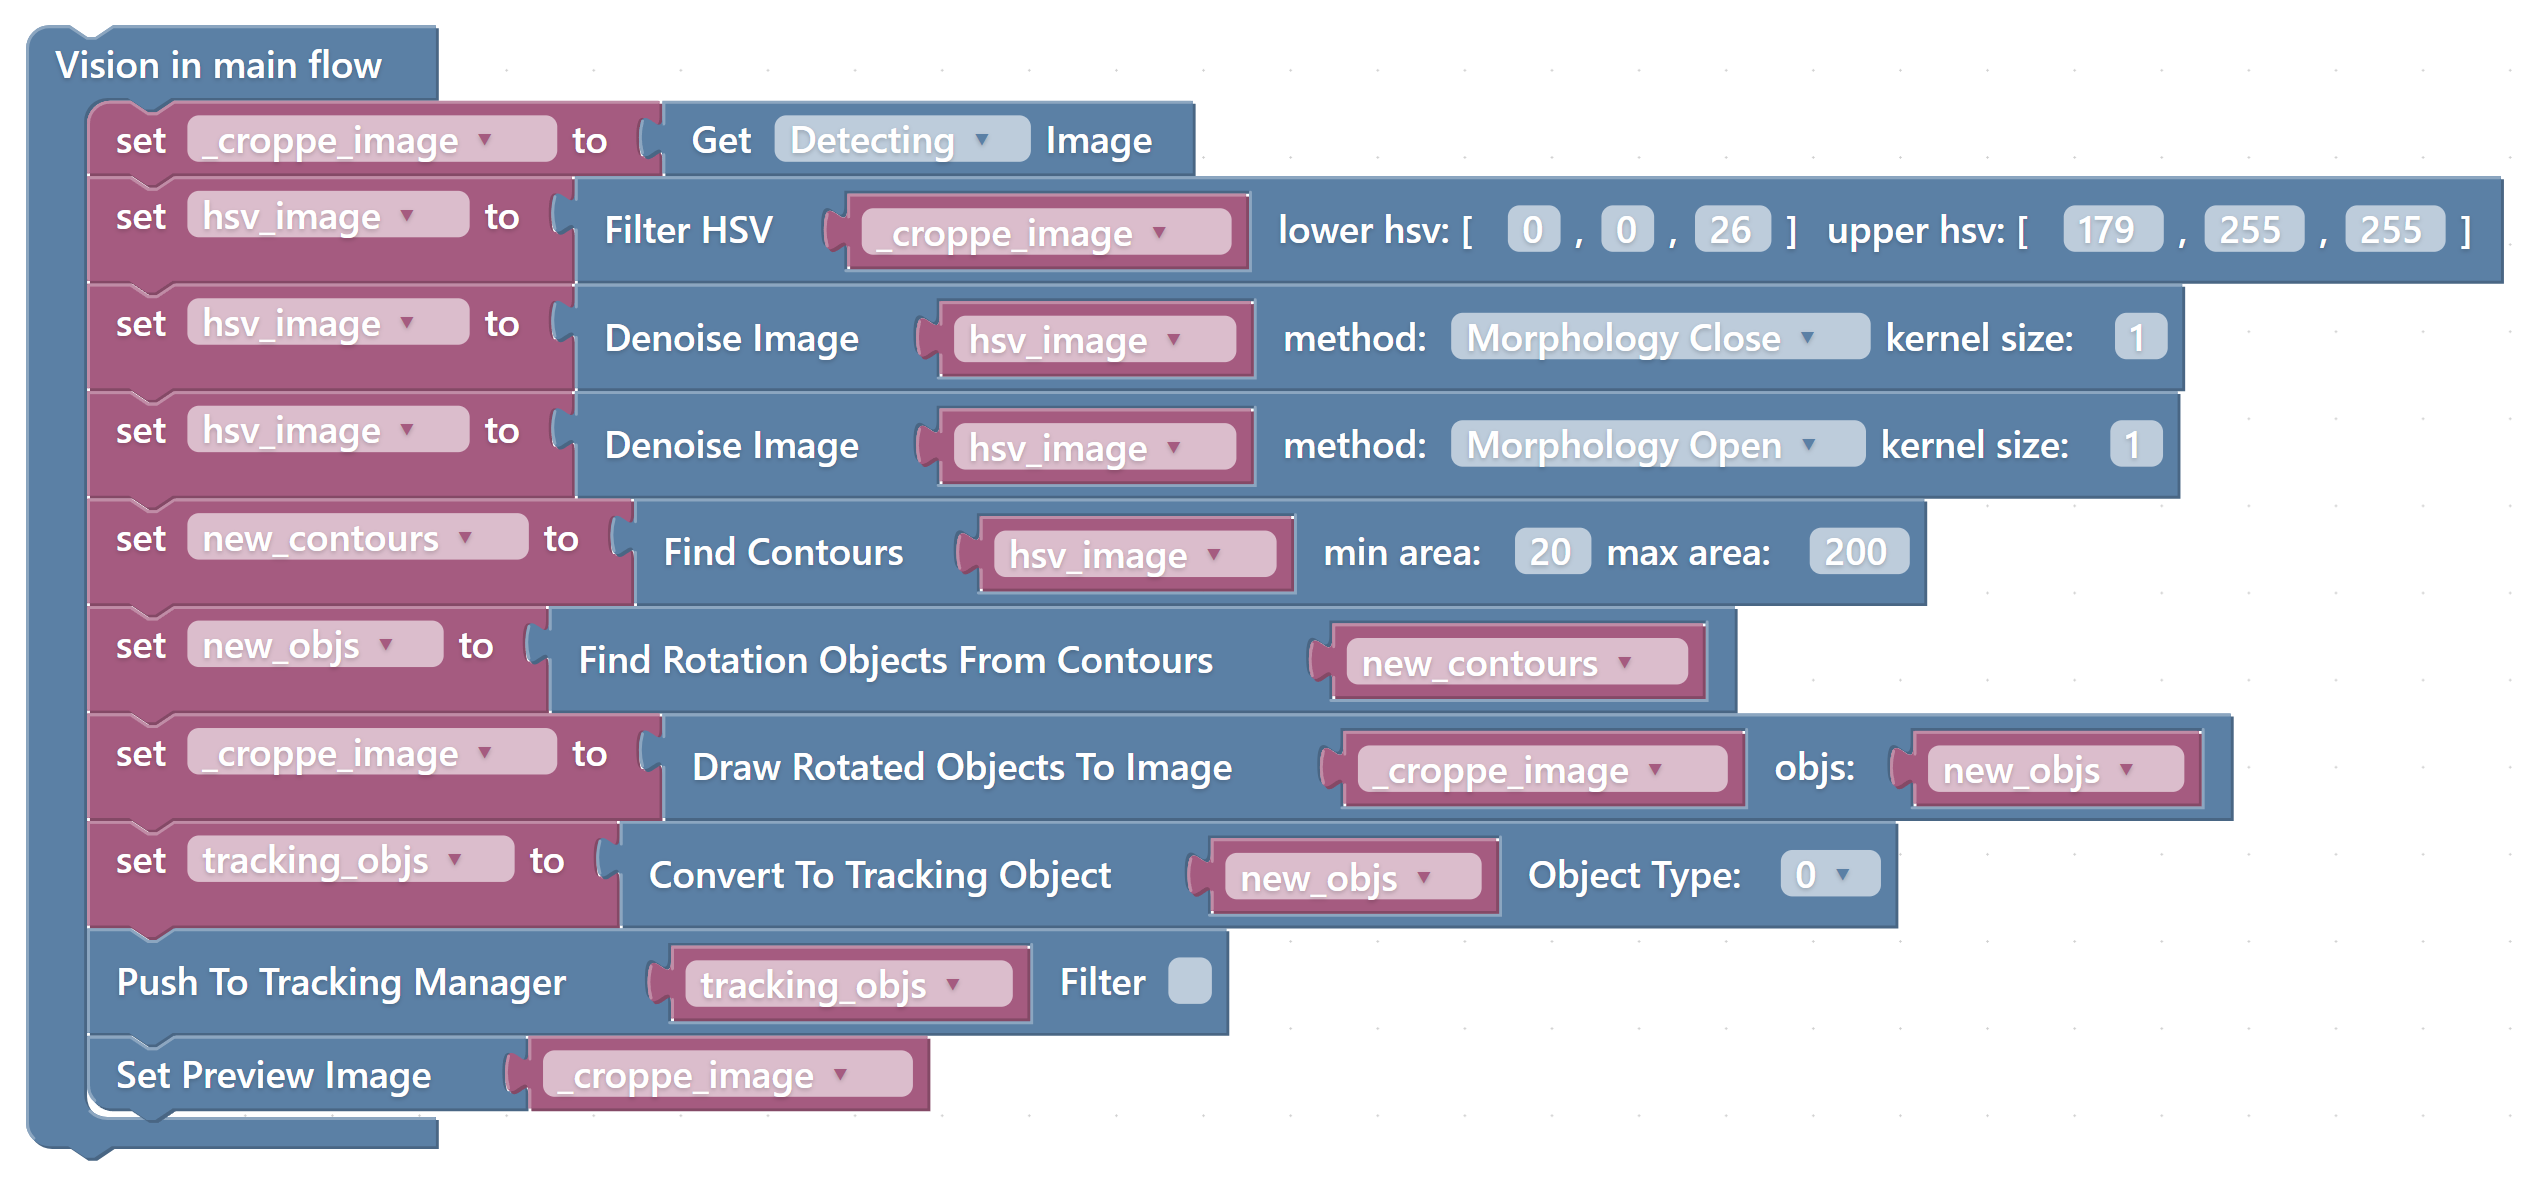 Vision in main flow
set _croppe_image ▾ to Get Detecting ▾ Image
set hsv_image ▾ to Filter HSV _croppe_image ▾ lower hsv: [ 0 , 0 , 26 ] upper hsv: [ 179 , 255 , 255 ]
set hsv_image ▾ to Denoise Image hsv_image ▾ method: Morphology Close ▾ kernel size: 1
set hsv_image ▾ to Denoise Image hsv_image ▾ method: Morphology Open ▾ kernel size: 1
set new_contours ▾ to Find Contours hsv_image ▾ min area: 20 max area: 200
set new_objs ▾ to Find Rotation Objects From Contours new_contours ▾
set _croppe_image ▾ to Draw Rotated Objects To Image _croppe_image ▾ objs: new_objs ▾
set tracking_objs ▾ to Convert To Tracking Object new_objs ▾ Object Type: 0 ▾
Push To Tracking Manager tracking_objs ▾ Filter
Set Preview Image _croppe_image ▾